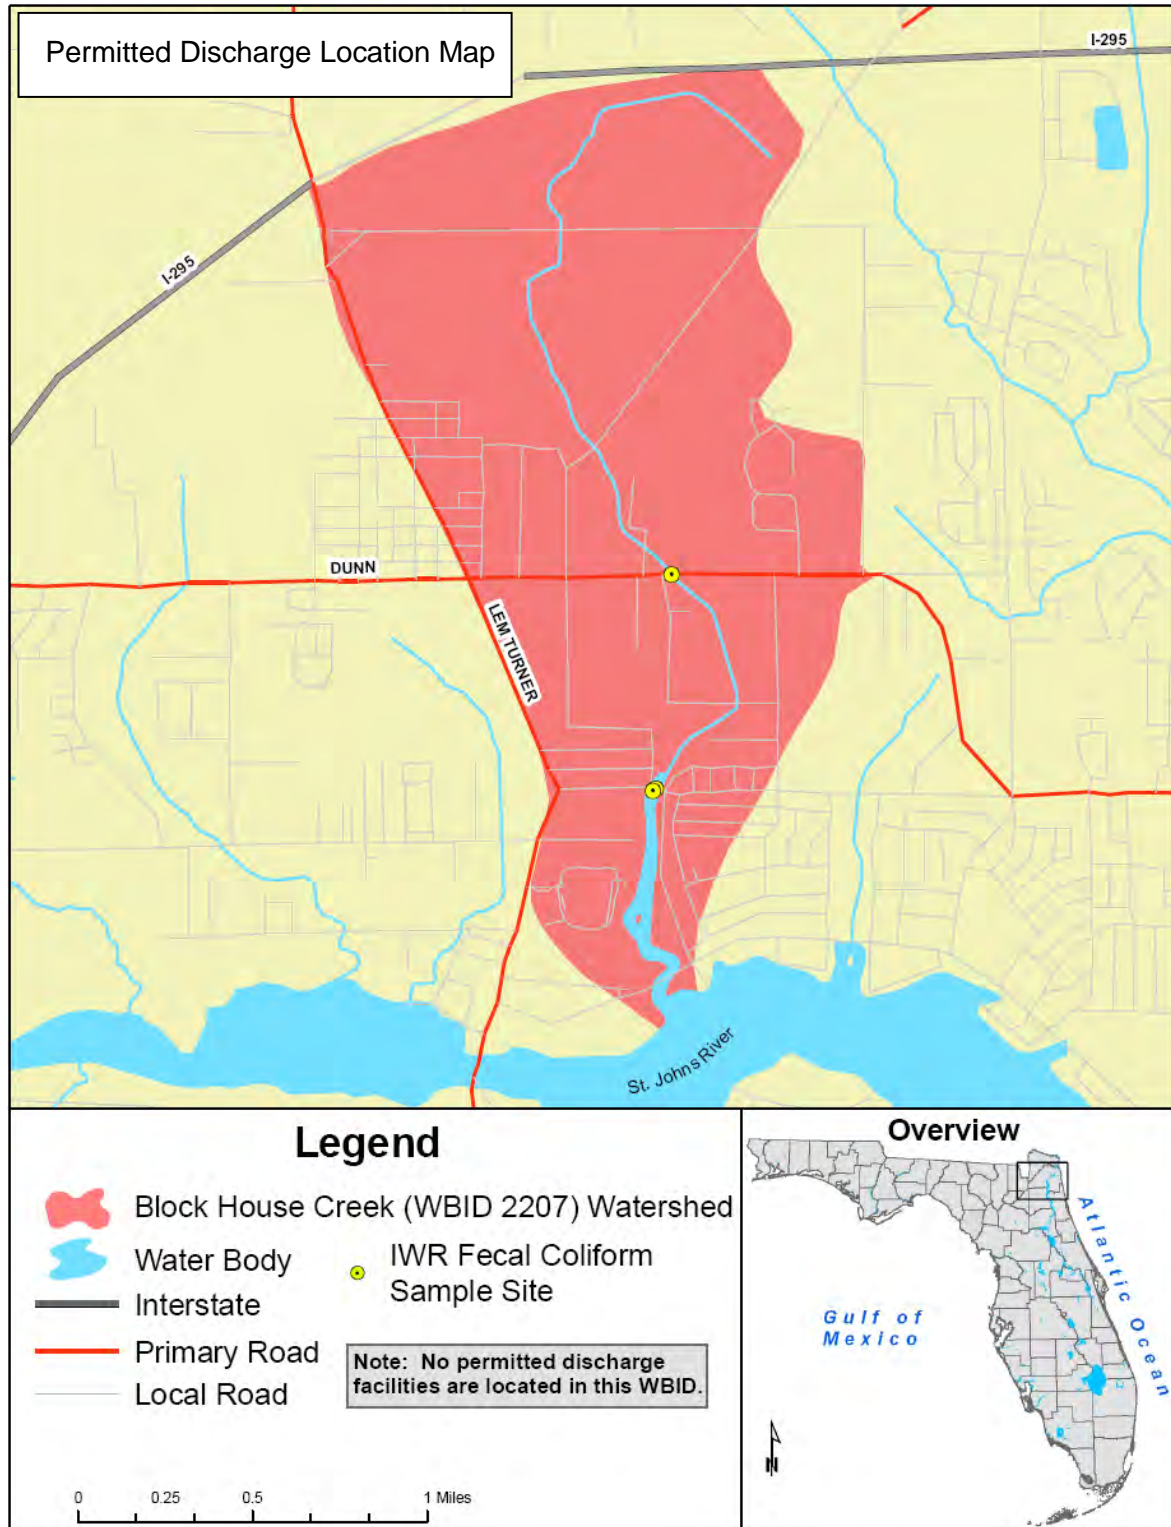 Permitted Discharge Location Map
I-295
I-295
DUNN
LEM TURNER
St. Johns River
Legend
Block House Creek (WBID 2207) Watershed
Water Body
Interstate
Primary Road
Local Road
IWR Fecal Coliform
Sample Site
Note: No permitted discharge
facilities are located in this WBID.
0 0.25 0.5 1 Miles
Overview
Atlantic Ocean
Gulf of
Mexico
N